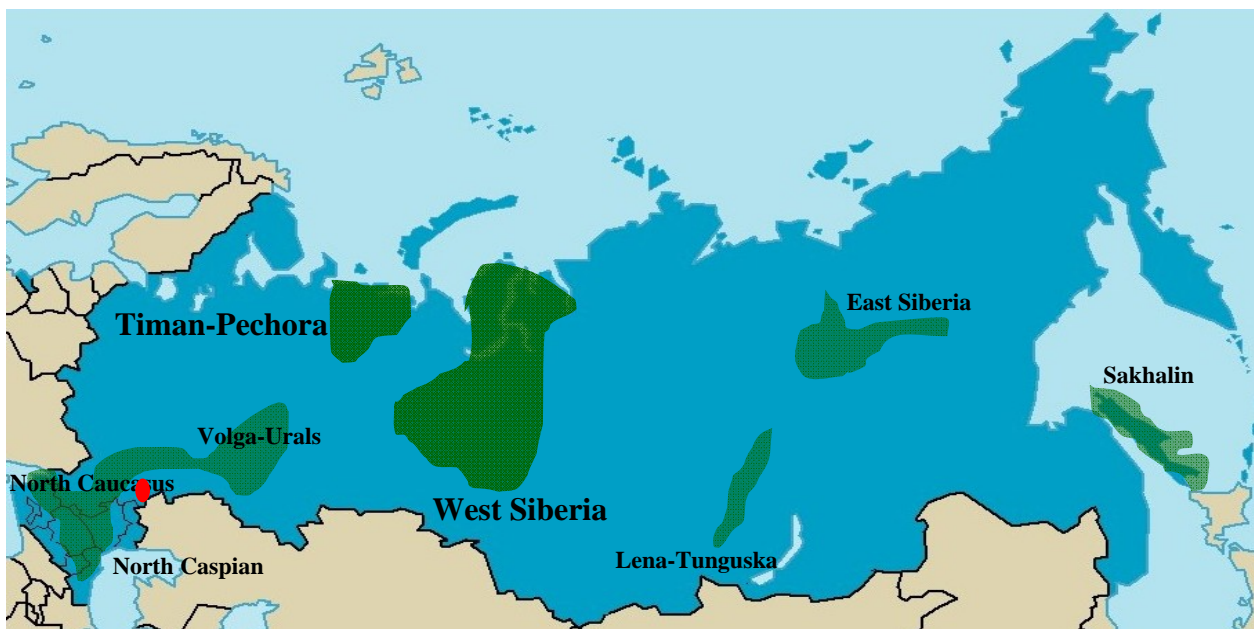 East Siberia
Timan-Pechora
Sakhalin
Volga-Urals
North Caucasus
West Siberia
Lena-Tunguska
North Caspian